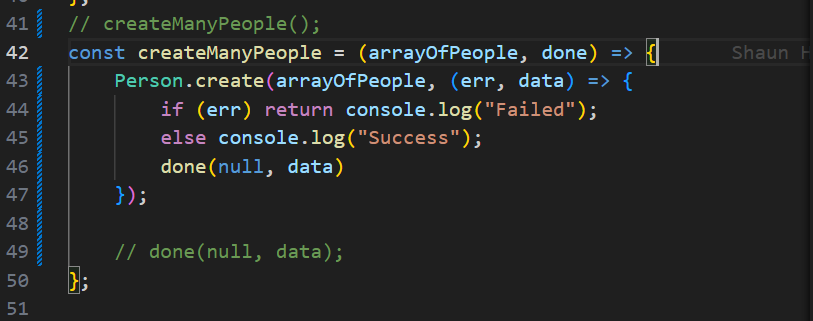 41 // createManyPeople();
42 const createManyPeople = (arrayOfPeople, done) => { Shaun
43 Person.create(arrayOfPeople, (err, data) => {
44 if (err) return console.log("Failed");
45 else console.log("Success");
46 done(null, data)
47 });
48
49 // done(null, data);
50 };
51